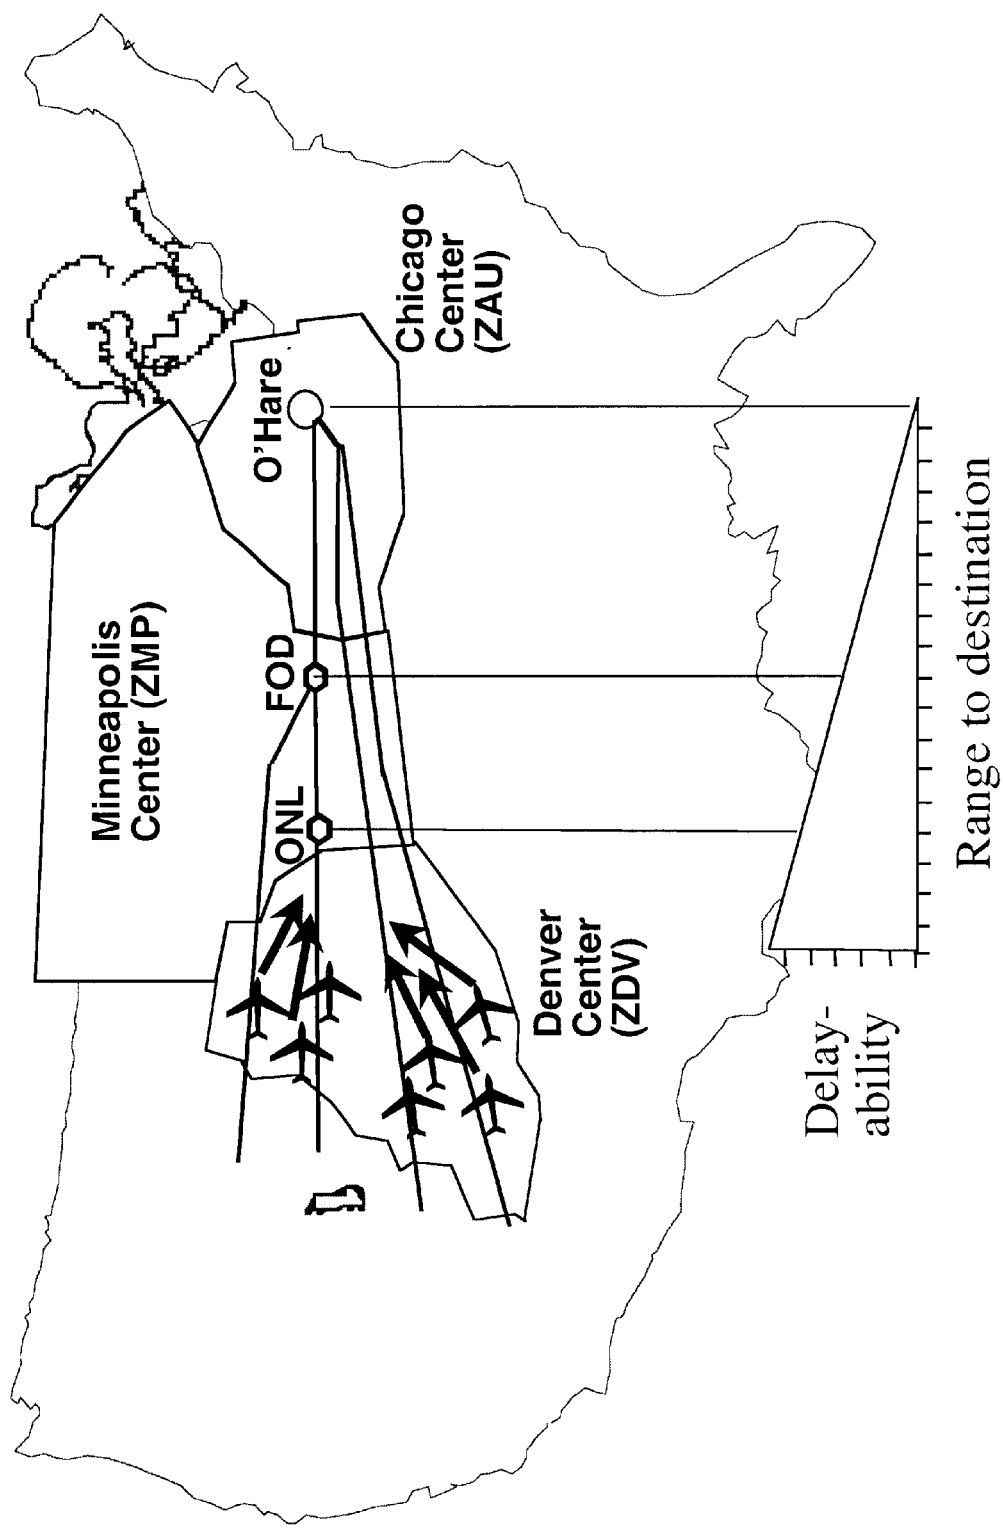 Minneapolis
Center (ZMP)
ONL
FOD
O'Hare
Chicago
Center
(ZAU)
Denver
Center
(ZDV)
Delay-
ability
Range to destination